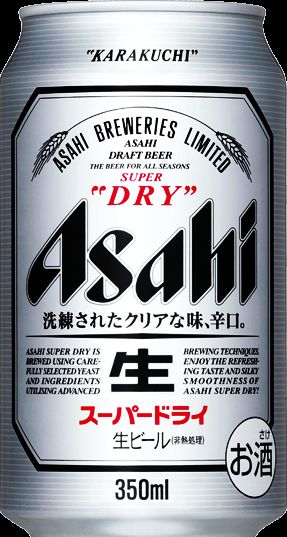 "KARAKUCHI"
ASAHI BREWERIES LIMITED
ASAHI
DRAFT BEER
THE BEER FOR ALL SEASONS
SUPER
"DRY"
Asahi
洗練されたクリアな味、辛口。
ASAHI SUPER DRY IS
BREWED USING CARE-
FULLY SELECTED YEAST
AND INGREDIENTS
UTILISING ADVANCED
生
BREWING TECHNIQUES.
ENJOY THE REFRESH-
ING TASTE AND SILKY
SMOOTHNESS OF
ASAHI SUPER DRY!
スーパードライ
生ビール(非熱処理)
さけ
お酒
350ml